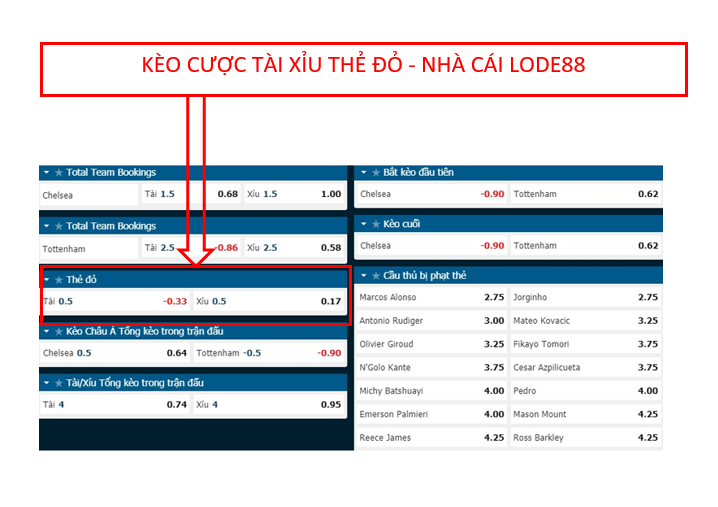 KÈO CƯỢC TÀI XỈU THẺ ĐỎ - NHÀ CÁI LODE88
Total Team Bookings
Chelsea Tài 1.5 0.68 Xỉu 1.5 1.00
Total Team Bookings
Tottenham Tài 2.5 -0.86 Xỉu 2.5 0.58
Thẻ đỏ
Tài 0.5 -0.33 Xỉu 0.5 0.17
Kèo Châu Á Tổng kèo trong trận đấu
Chelsea 0.5 0.64 Tottenham -0.5 -0.90
Tài/Xỉu Tổng kèo trong trận đấu
Tài 4 0.74 Xỉu 4 0.95
Bắt kèo đầu tiên
Chelsea -0.90 Tottenham 0.62
Kèo cuối
Chelsea -0.90 Tottenham 0.62
Cầu thủ bị phạt thẻ
Marcos Alonso 2.75 Jorginho 2.75
Antonio Rudiger 3.00 Mateo Kovacic 3.25
Olivier Giroud 3.25 Fikayo Tomori 3.75
N'Golo Kante 3.75 Cesar Azpilicueta 3.75
Michy Batshuayi 4.00 Pedro 4.00
Emerson Palmieri 4.00 Mason Mount 4.25
Reece James 4.25 Ross Barkley 4.25